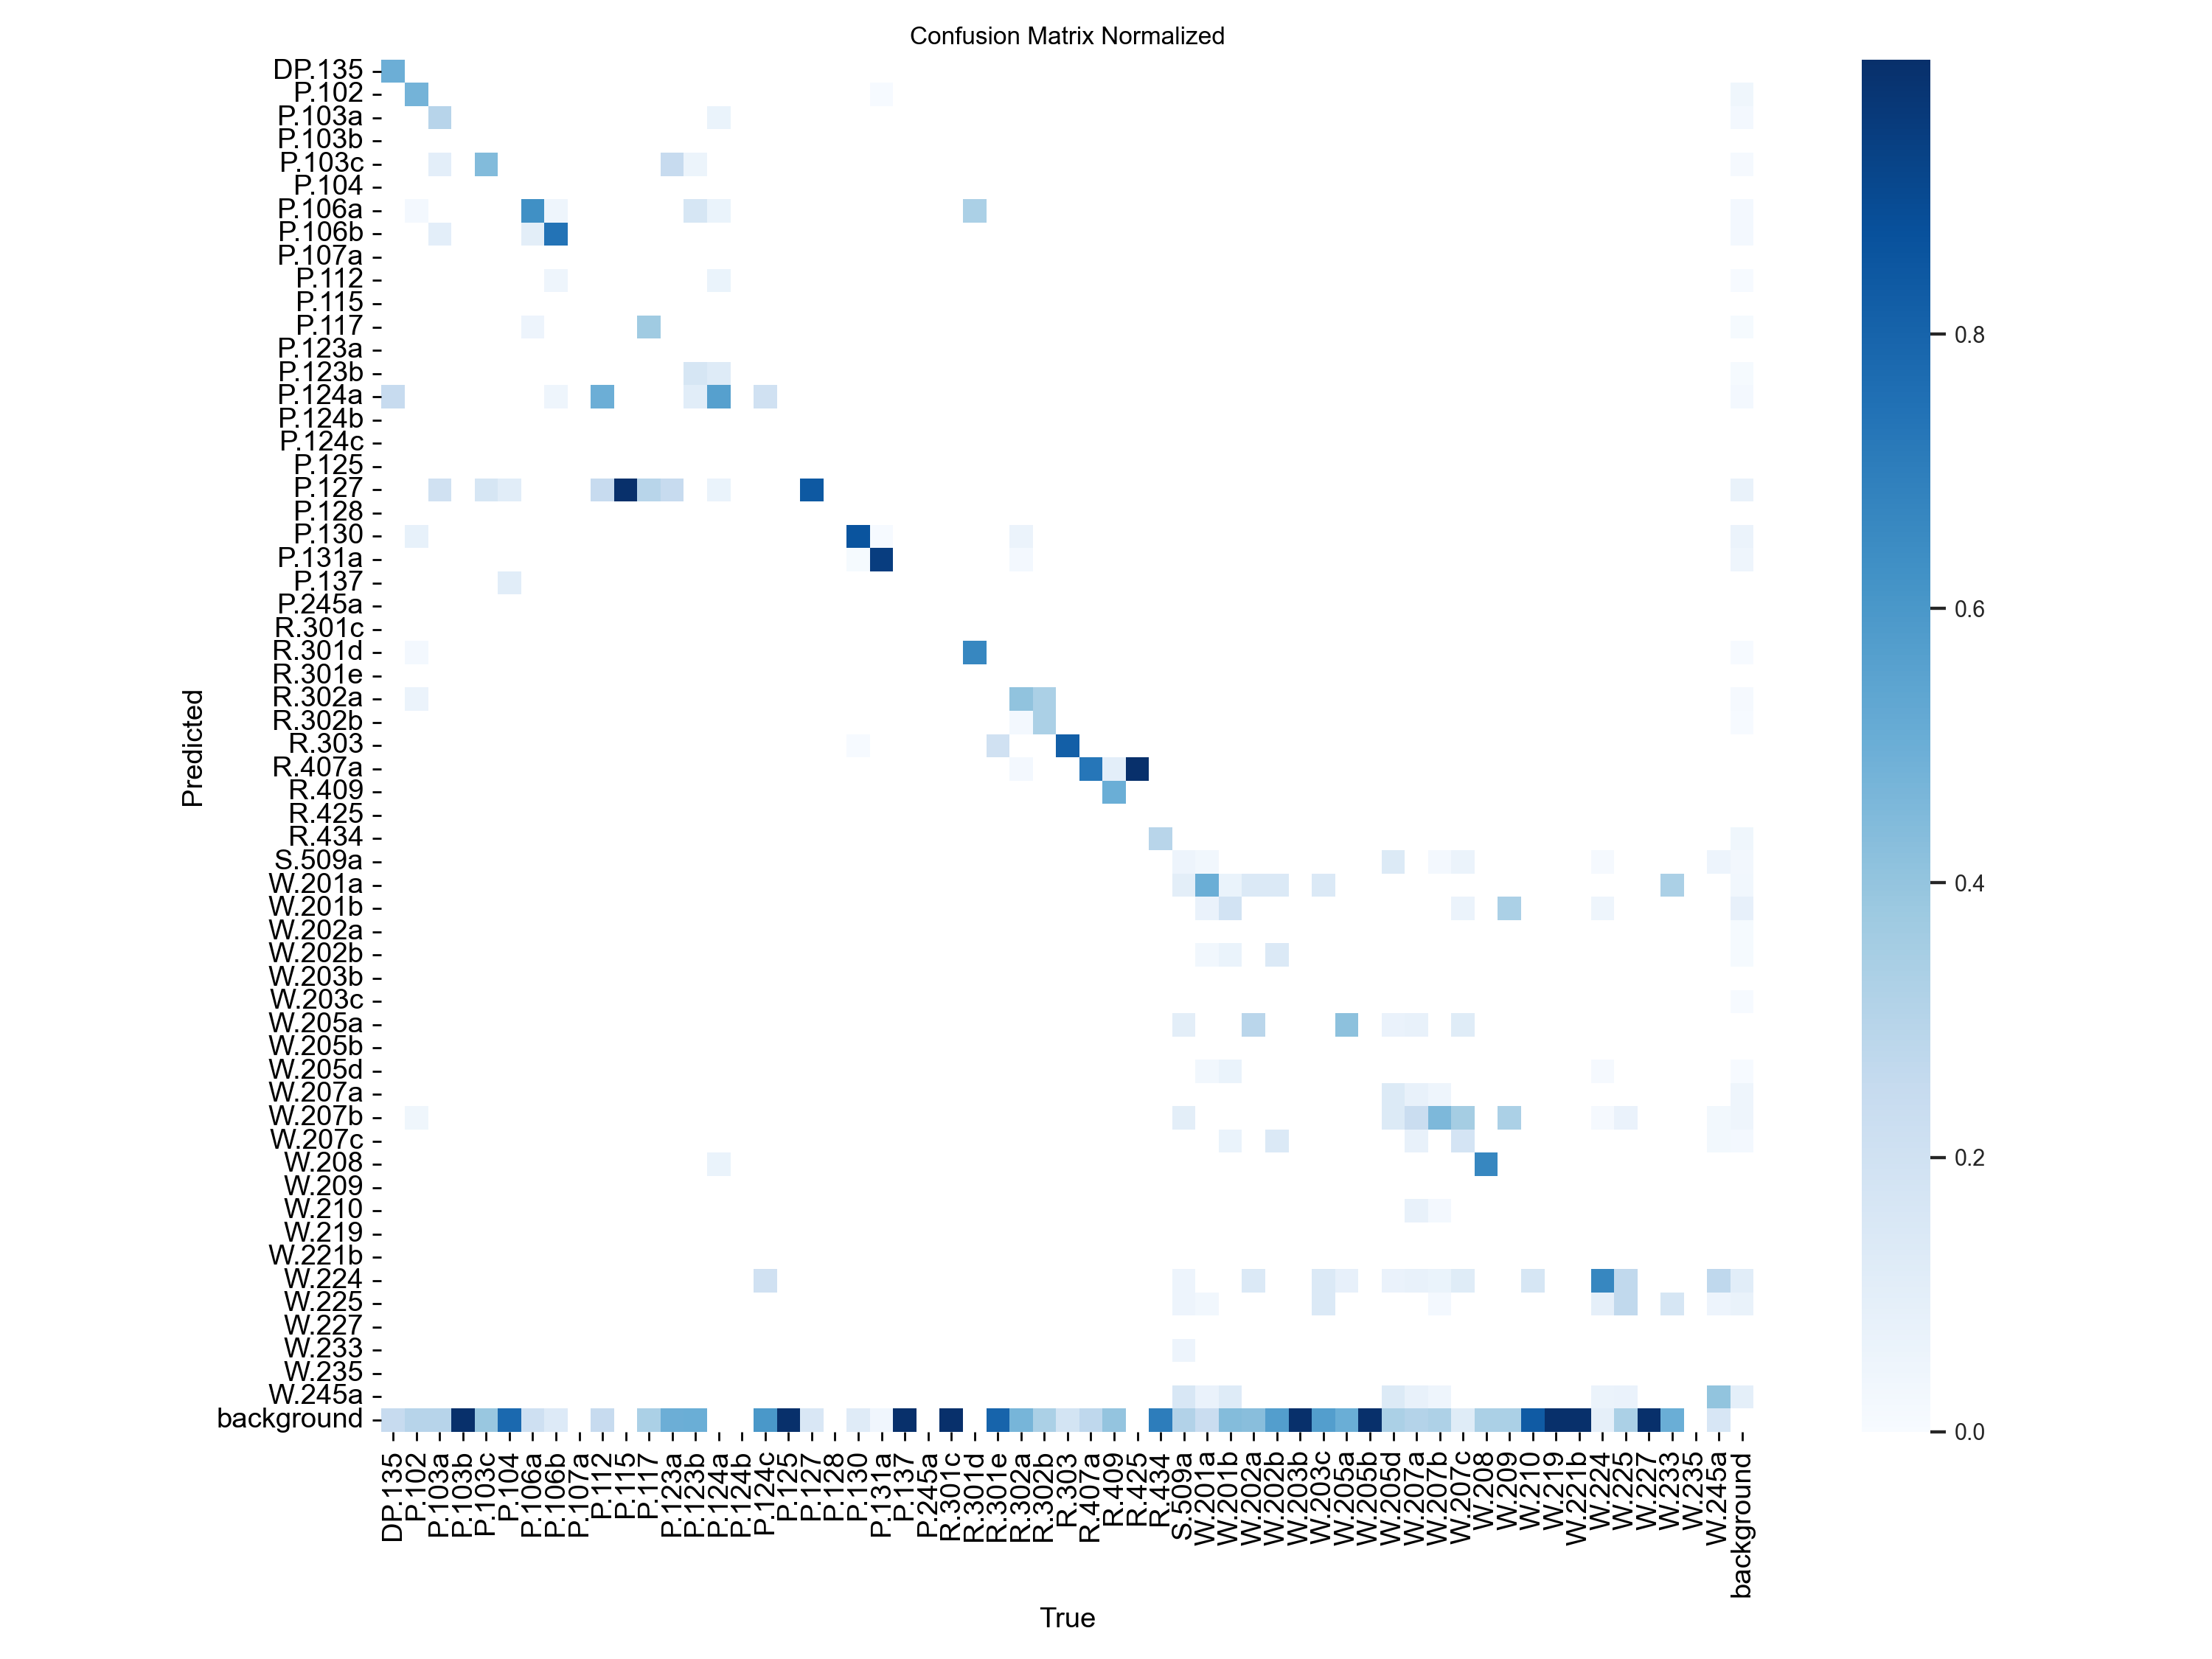 Confusion Matrix Normalized
DP.135
P.102
P.103a
P.103b
P.103c
P.104
P.106a
P.106b
P.107a
P.112
P.115
P.117
P.123a
P.123b
P.124a
P.124b
P.124c
P.125
P.127
P.128
P.130
P.131a
P.137
P.245a
R.301c
R.301d
R.301e
R.302a
R.302b
R.303
R.407a
R.409
R.425
R.434
S.509a
W.201a
W.201b
W.202a
W.202b
W.203b
W.203c
W.205a
W.205b
W.205d
W.207a
W.207b
W.207c
W.208
W.209
W.210
W.219
W.221b
W.224
W.225
W.227
W.233
W.235
W.245a
background
Predicted
DP.135
P.102
P.103a
P.103b
P.103c
P.104
P.106a
P.106b
P.107a
P.112
P.115
P.117
P.123a
P.123b
P.124a
P.124b
P.124c
P.125
P.127
P.128
P.130
P.131a
P.137
P.245a
R.301c
R.301d
R.301e
R.302a
R.302b
R.303
R.407a
R.409
R.425
R.434
S.509a
W.201a
W.201b
W.202a
W.202b
W.203b
W.203c
W.205a
W.205b
W.205d
W.207a
W.207b
W.207c
W.208
W.209
W.210
W.219
W.221b
W.224
W.225
W.227
W.233
W.235
W.245a
background
True
0.8
0.6
0.4
0.2
0.0